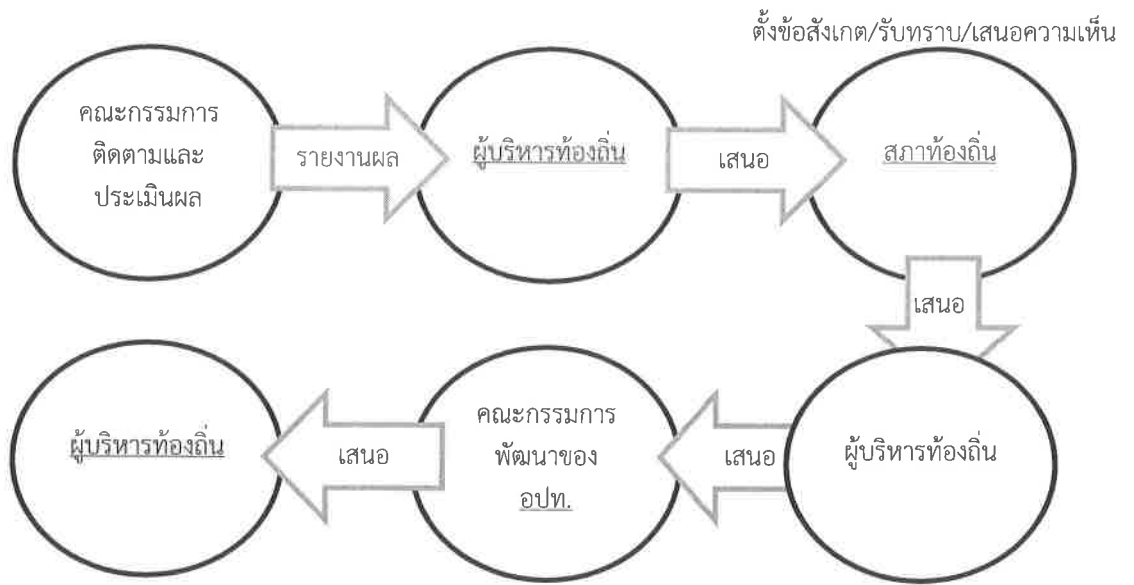 ตั้งข้อสังเกต/รับทราบ/เสนอความเห็น
คณะกรรมการ
ติดตามและ
ประเมินผล
รายงานผล
ผู้บริหารท้องถิ่น
เสนอ
สภาท้องถิ่น
เสนอ
ผู้บริหารท้องถิ่น
เสนอ
คณะกรรมการ
พัฒนาของ
อปท.
เสนอ
ผู้บริหารท้องถิ่น